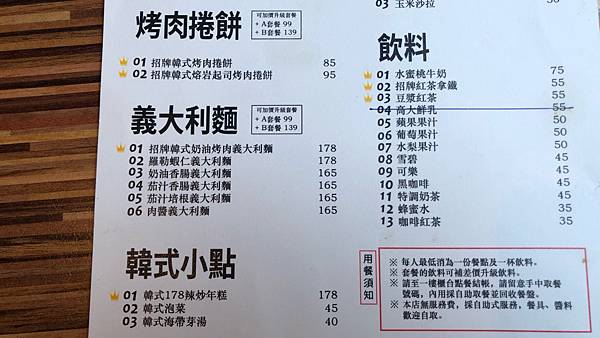 烤肉捲餅
可加價升級套餐
+ A套餐 99
+ B套餐 139
01 招牌韓式烤肉捲餅 85
02 招牌韓式熔岩起司烤肉捲餅 95
義大利麵
可加價升級套餐
+ A套餐 99
+ B套餐 139
01 招牌韓式奶油烤肉義大利麵 178
02 羅勒蝦仁義大利麵 178
03 奶油香腸義大利麵 165
04 茄汁香腸義大利麵 165
05 茄汁培根義大利麵 165
06 肉醬義大利麵 165
韓式小點
01 韓式178辣炒年糕 178
02 韓式泡菜 45
03 韓式海帶芽湯 40
03 玉米沙拉
飲料
01 水蜜桃牛奶 75
02 招牌紅茶拿鐵 55
03 豆漿紅茶 50
04 高大鮮乳 55
05 蘋果果汁 50
06 葡萄果汁 50
07 水梨果汁 50
08 雪碧 45
09 可樂 45
10 黑咖啡 45
11 特調奶茶 45
12 蜂蜜水 35
13 咖啡紅茶 35
用餐須知
※ 每人最低消為一份餐點及一杯飲料。
※ 套餐的飲料可補差價升級飲料。
※ 請至一樓櫃台點餐結帳，請留意手中取餐
號碼，內用採自助取餐並回收餐盤。
※ 本店無服務費，採自助式服務，餐具、醬料
歡迎自取。